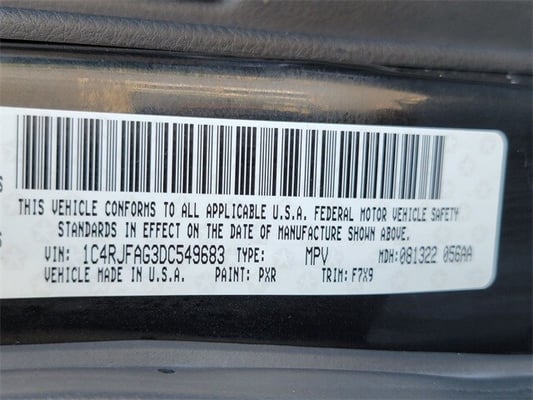 THIS VEHICLE CONFORMS TO ALL APPLICABLE U.S.A. FEDERAL MOTOR VEHICLE SAFETY
STANDARDS IN EFFECT ON THE DATE OF MANUFACTURE SHOWN ABOVE.
VIN: 1C4RJFAG3DC549683 TYPE: MPV MDH: 081322 056AA
VEHICLE MADE IN U.S.A. PAINT: PXR TRIM: F7X9